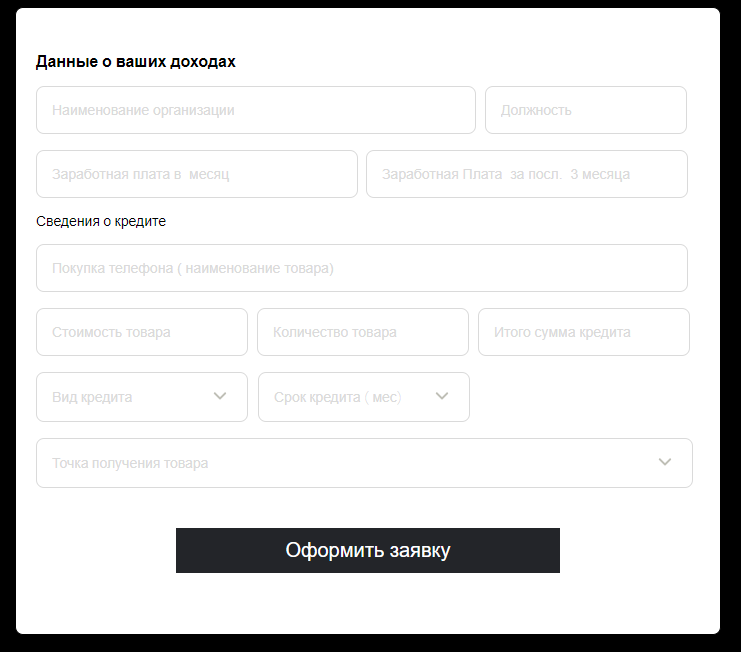 Данные о ваших доходах
Наименование организации
Должность
Заработная плата в  месяц
Заработная Плата  за посл.  3 месяца
Сведения о кредите
Покупка телефона ( наименование товара)
Стоимость товара
Количество товара
Итого сумма кредита
Вид кредита
Срок кредита ( мес)
Точка получения товара
Оформить заявку